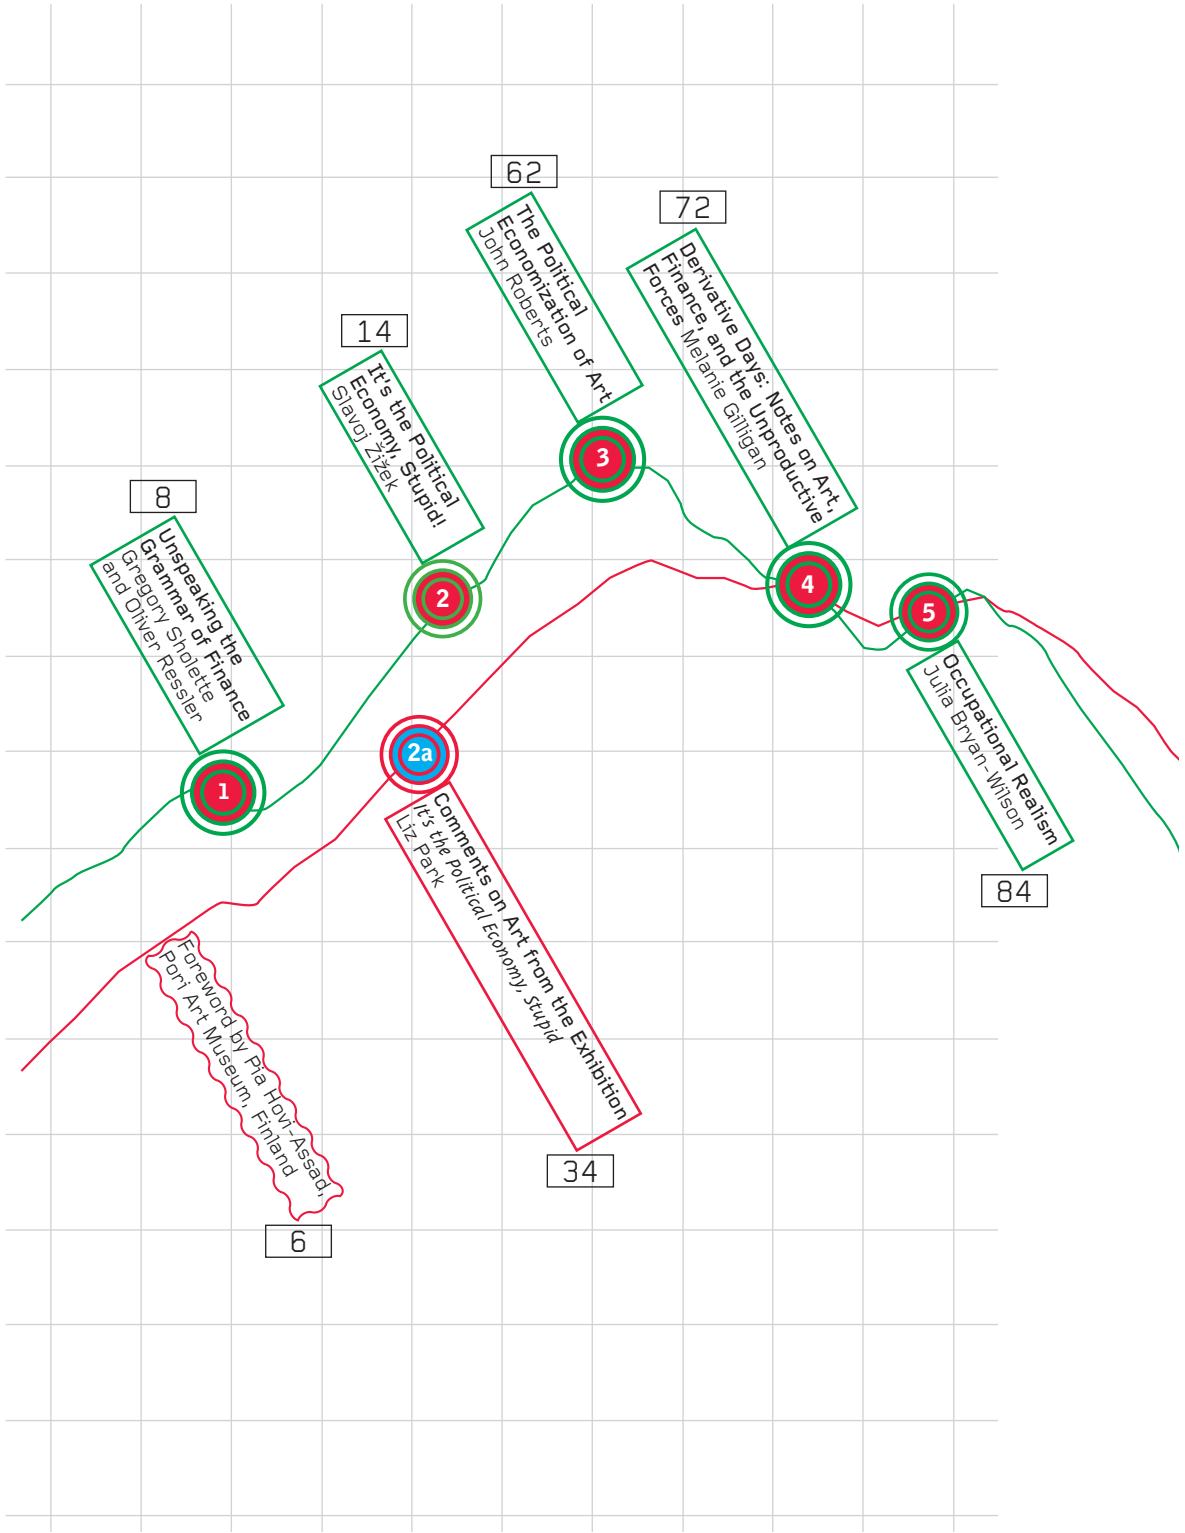 62
The Political
Economization of Art
John Roberts
72
Derivative Days: Notes on Art,
Finance, and the Unproductive
Forces Melanie Gilligan
14
It's the Political
Economy, Stupid!
Slavoj Žižek
3
8
Unspeaking the
Grammar of Finance
Gregory Sholette
and Oliver Ressler
2
4
5
1
2a
Occupational Realism
Julia Bryan-Wilson
84
Comments on Art from the Exhibition
It's the Political Economy, Stupid
Liz Park
34
Foreword by Pia Hovi-Assad,
Pori Art Museum, Finland
6